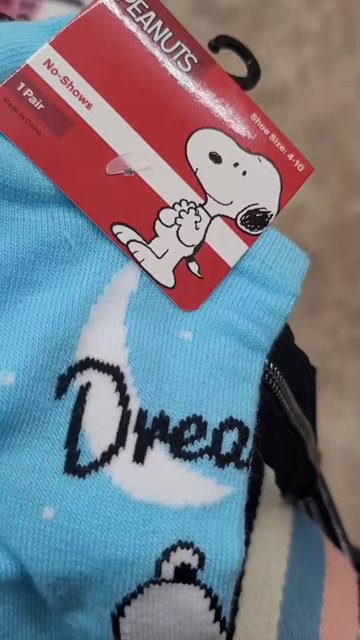 PEANUTS
No-Shows
1 Pair
Made in China
Shoe Size: 4-10
Drea